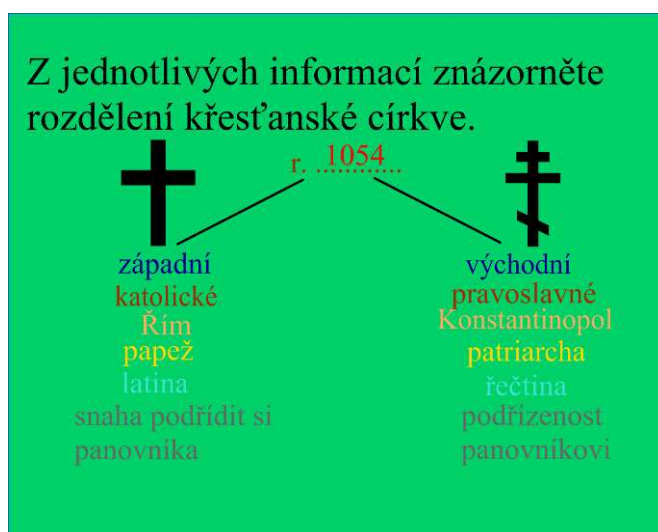 Z jednotlivých informací znázorněte
rozdělení křesťanské církve.
r. 1054............
západní
katolické
Řím
papež
latina
snaha podřídit si
panovníka
východní
pravoslavné
Konstantinopol
patriarcha
řečtina
podřízenost
panovníkovi